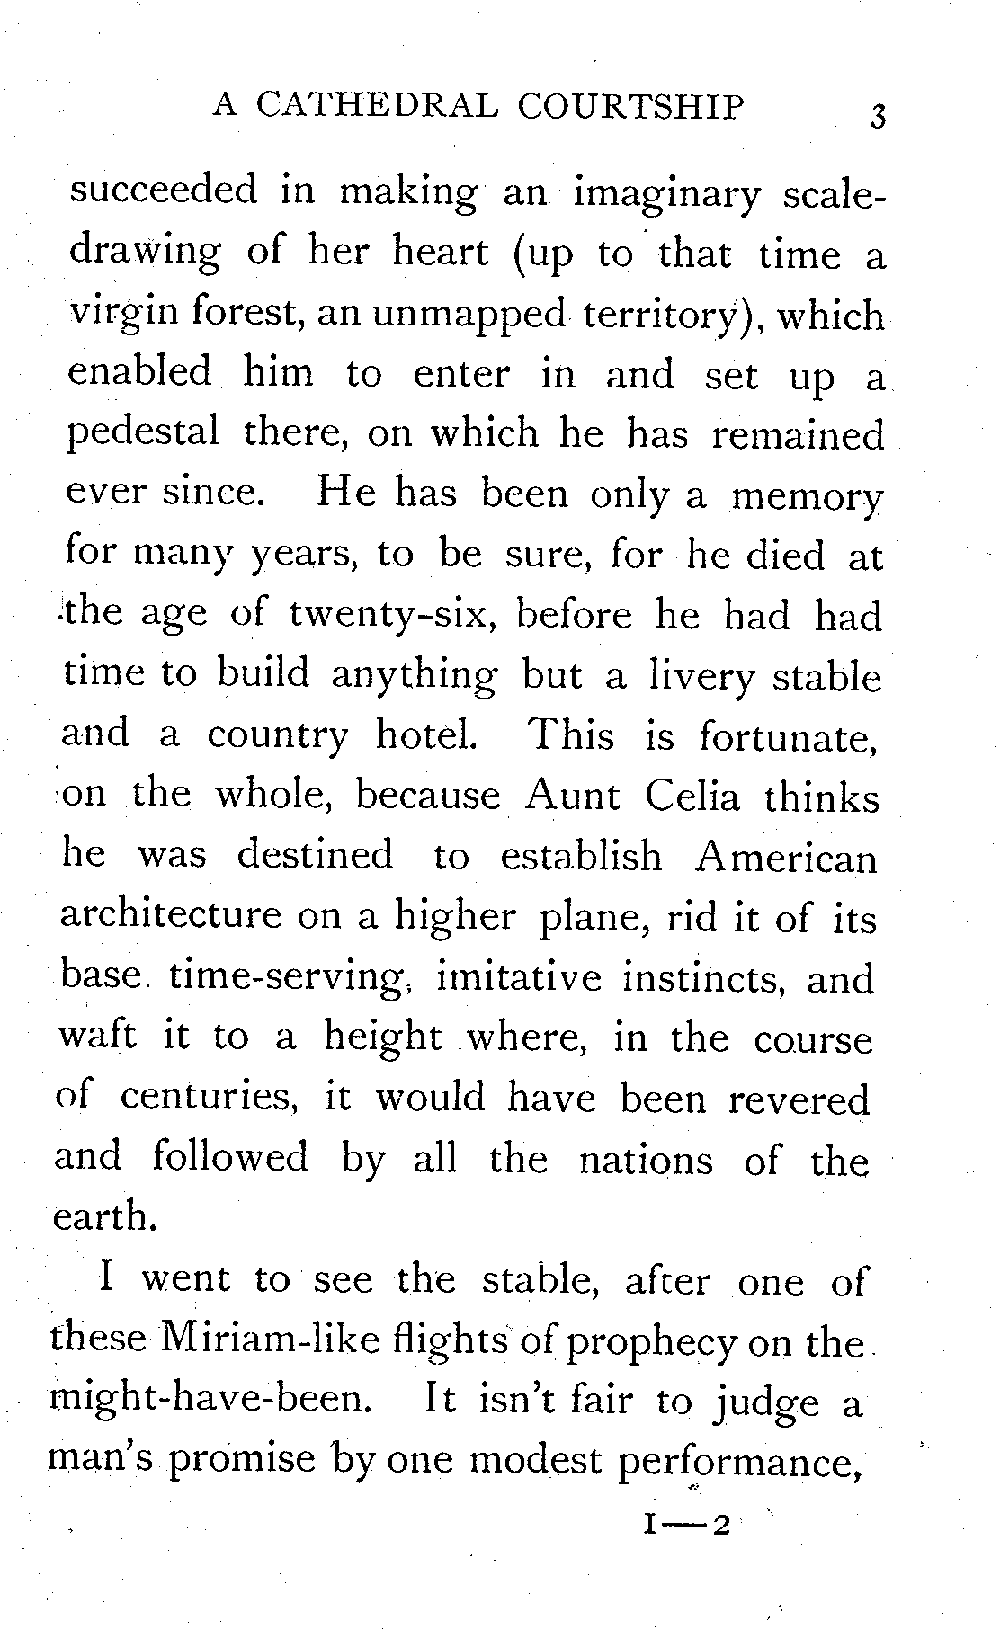 A CATHEDRAL COURTSHIP 3
succeeded in making an imaginary scale-
drawing of her heart (up to that time a
virgin forest, an unmapped territory), which
enabled him to enter in and set up a
pedestal there, on which he has remained
ever since. He has been only a memory
for many years, to be sure, for he died at
the age of twenty-six, before he had had
time to build anything but a livery stable
and a country hotel. This is fortunate,
on the whole, because Aunt Celia thinks
he was destined to establish American
architecture on a higher plane, rid it of its
base time-serving, imitative instincts, and
waft it to a height where, in the course
of centuries, it would have been revered
and followed by all the nations of the
earth.
I went to see the stable, after one of
these Miriam-like flights of prophecy on the
might-have-been. It isn't fair to judge a
man's promise by one modest performance,
1—2